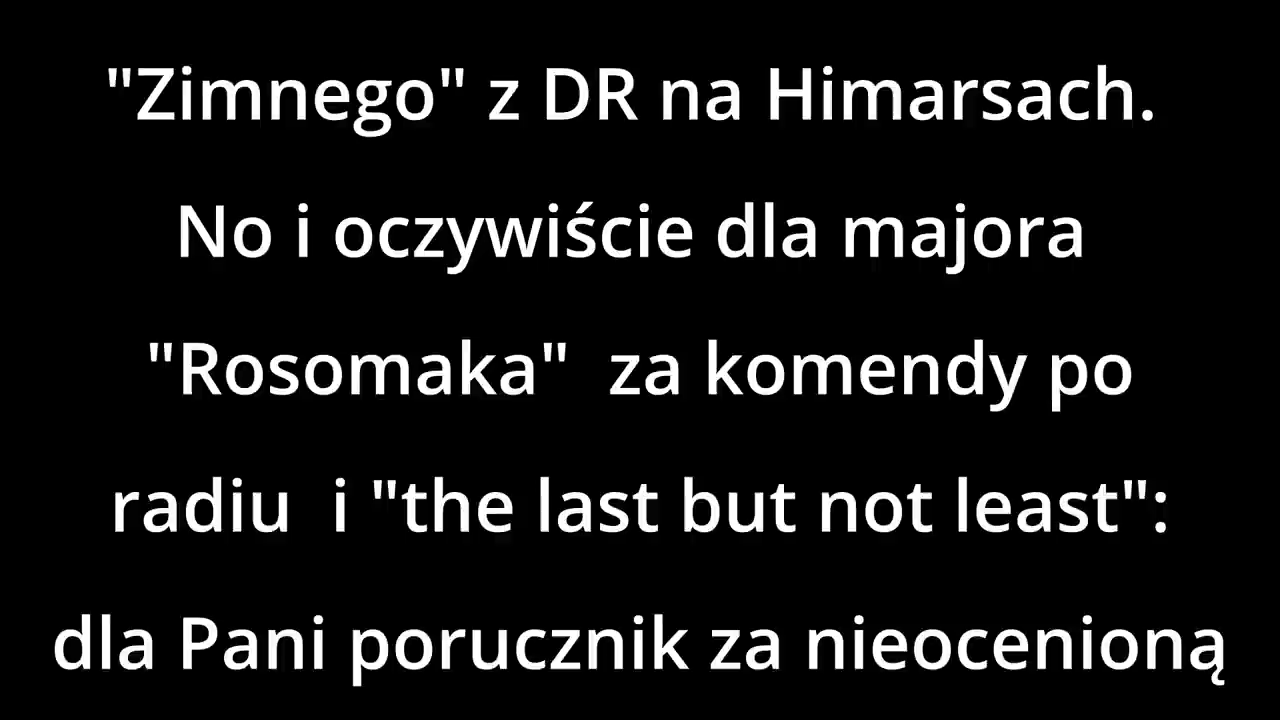 "Zimnego" z DR na Himarsach.
No i oczywiście dla majora
"Rosomaka"  za komendy po
radiu  i "the last but not least":
dla Pani porucznik za nieocenioną